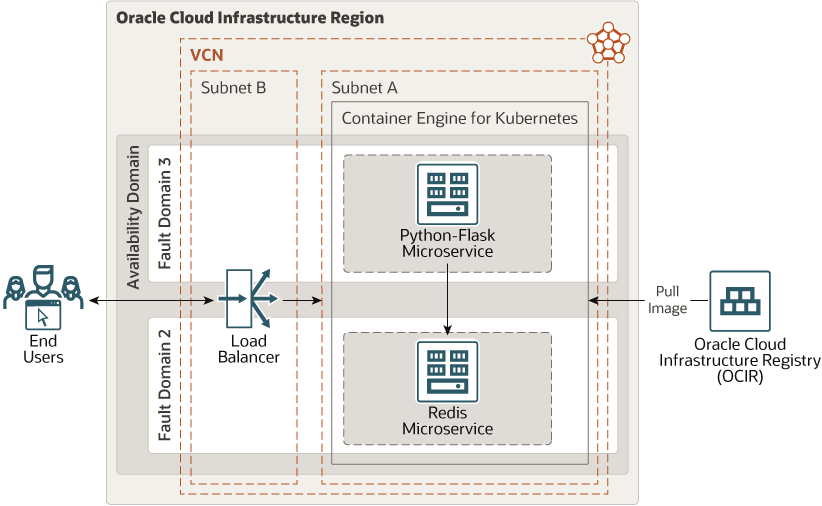 Oracle Cloud Infrastructure Region
VCN
Subnet B
Subnet A
Container Engine for Kubernetes
Availability Domain
Fault Domain 3
Python-Flask
Microservice
End
Users
Load
Balancer
Pull
Image
Oracle Cloud
Infrastructure Registry
(OCIR)
Fault Domain 2
Redis
Microservice